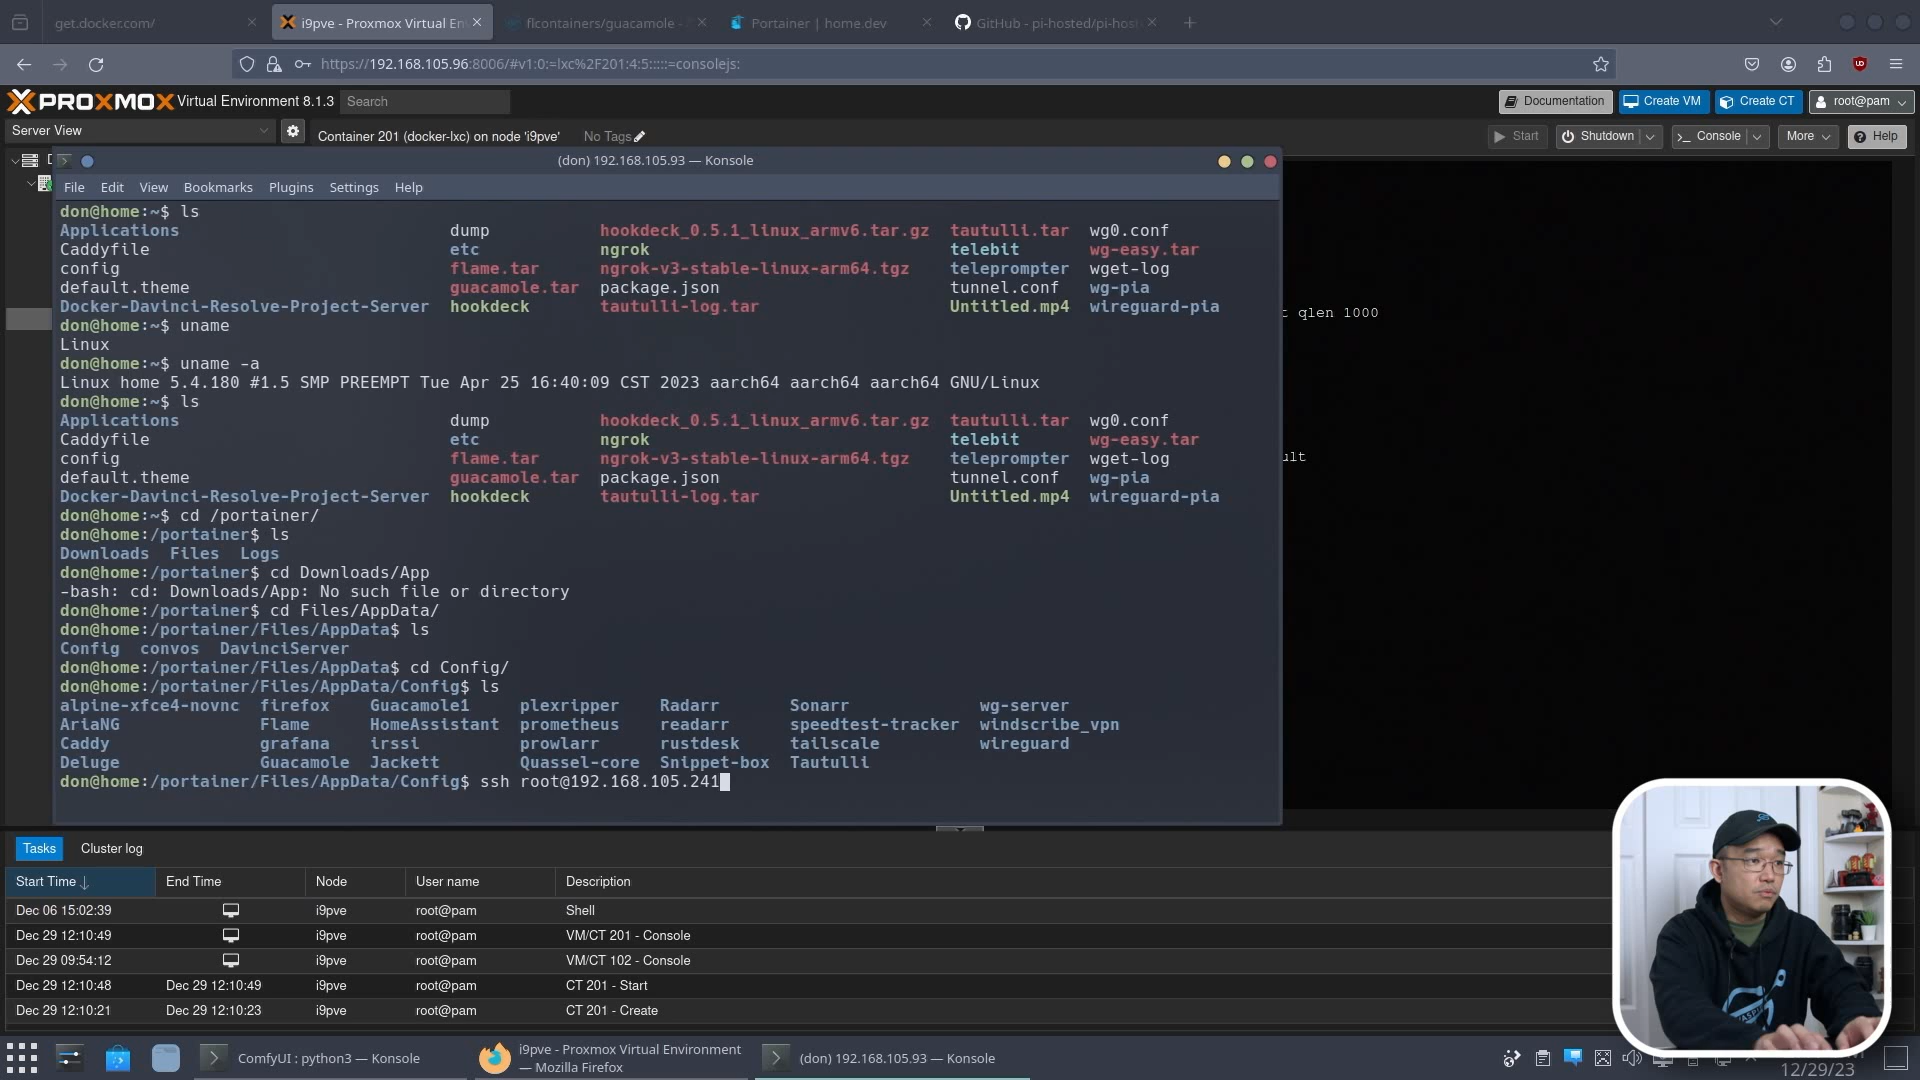 get.docker.com/
i9pve - Proxmox Virtual En
flcontainers/guacamole -
Portainer | home.dev
GitHub - pi-hosted/pi-host
https://192.168.105.96:8006/#v1:0:=lxc%2F201:4:5:::::=consolejs:
PROXMOX Virtual Environment 8.1.3
Search
Documentation
Create VM
Create CT
root@pam
Server View
Container 201 (docker-lxc) on node 'i9pve'
No Tags
Start
Shutdown
Console
More
Help
(don) 192.168.105.93 — Konsole
File Edit View Bookmarks Plugins Settings Help
don@home:~$ ls
Applications dump hookdeck_0.5.1_linux_armv6.tar.gz tautulli.tar wg0.conf
Caddyfile etc ngrok telebit wg-easy.tar
config flame.tar ngrok-v3-stable-linux-arm64.tgz teleprompter wget-log
default.theme guacamole.tar package.json tunnel.conf wg-pia
Docker-Davinci-Resolve-Project-Server hookdeck tautulli-log.tar Untitled.mp4 wireguard-pia
don@home:~$ uname
Linux
don@home:~$ uname -a
Linux home 5.4.180 #1.5 SMP PREEMPT Tue Apr 25 16:40:09 CST 2023 aarch64 aarch64 aarch64 GNU/Linux
don@home:~$ ls
Applications dump hookdeck_0.5.1_linux_armv6.tar.gz tautulli.tar wg0.conf
Caddyfile etc ngrok telebit wg-easy.tar
config flame.tar ngrok-v3-stable-linux-arm64.tgz teleprompter wget-log
default.theme guacamole.tar package.json tunnel.conf wg-pia
Docker-Davinci-Resolve-Project-Server hookdeck tautulli-log.tar Untitled.mp4 wireguard-pia
don@home:~$ cd /portainer/
don@home:/portainer$ ls
Downloads Files Logs
don@home:/portainer$ cd Downloads/App
-bash: cd: Downloads/App: No such file or directory
don@home:/portainer$ cd Files/AppData/
don@home:/portainer/Files/AppData$ ls
Config convos DavinciServer
don@home:/portainer/Files/AppData$ cd Config/
don@home:/portainer/Files/AppData/Config$ ls
alpine-xfce4-novnc firefox Guacamole1 plexripper Radarr Sonarr wg-server
AriaNG Flame HomeAssistant prometheus readarr speedtest-tracker windscribe_vpn
Caddy grafana irssi prowlarr rustdesk tailscale wireguard
Deluge Guacamole Jackett Quassel-core Snippet-box Tautulli
don@home:/portainer/Files/AppData/Config$ ssh root@192.168.105.241
t qlen 1000
ult
Tasks Cluster log
Start Time End Time Node User name Description
Dec 06 15:02:39 i9pve root@pam Shell
Dec 29 12:10:49 i9pve root@pam VM/CT 201 - Console
Dec 29 09:54:12 i9pve root@pam VM/CT 102 - Console
Dec 29 12:10:48 Dec 29 12:10:49 i9pve root@pam CT 201 - Start
Dec 29 12:10:21 Dec 29 12:10:23 i9pve root@pam CT 201 - Create
ComfyUI : python3 — Konsole
i9pve - Proxmox Virtual Environment
— Mozilla Firefox
(don) 192.168.105.93 — Konsole
12/29/23